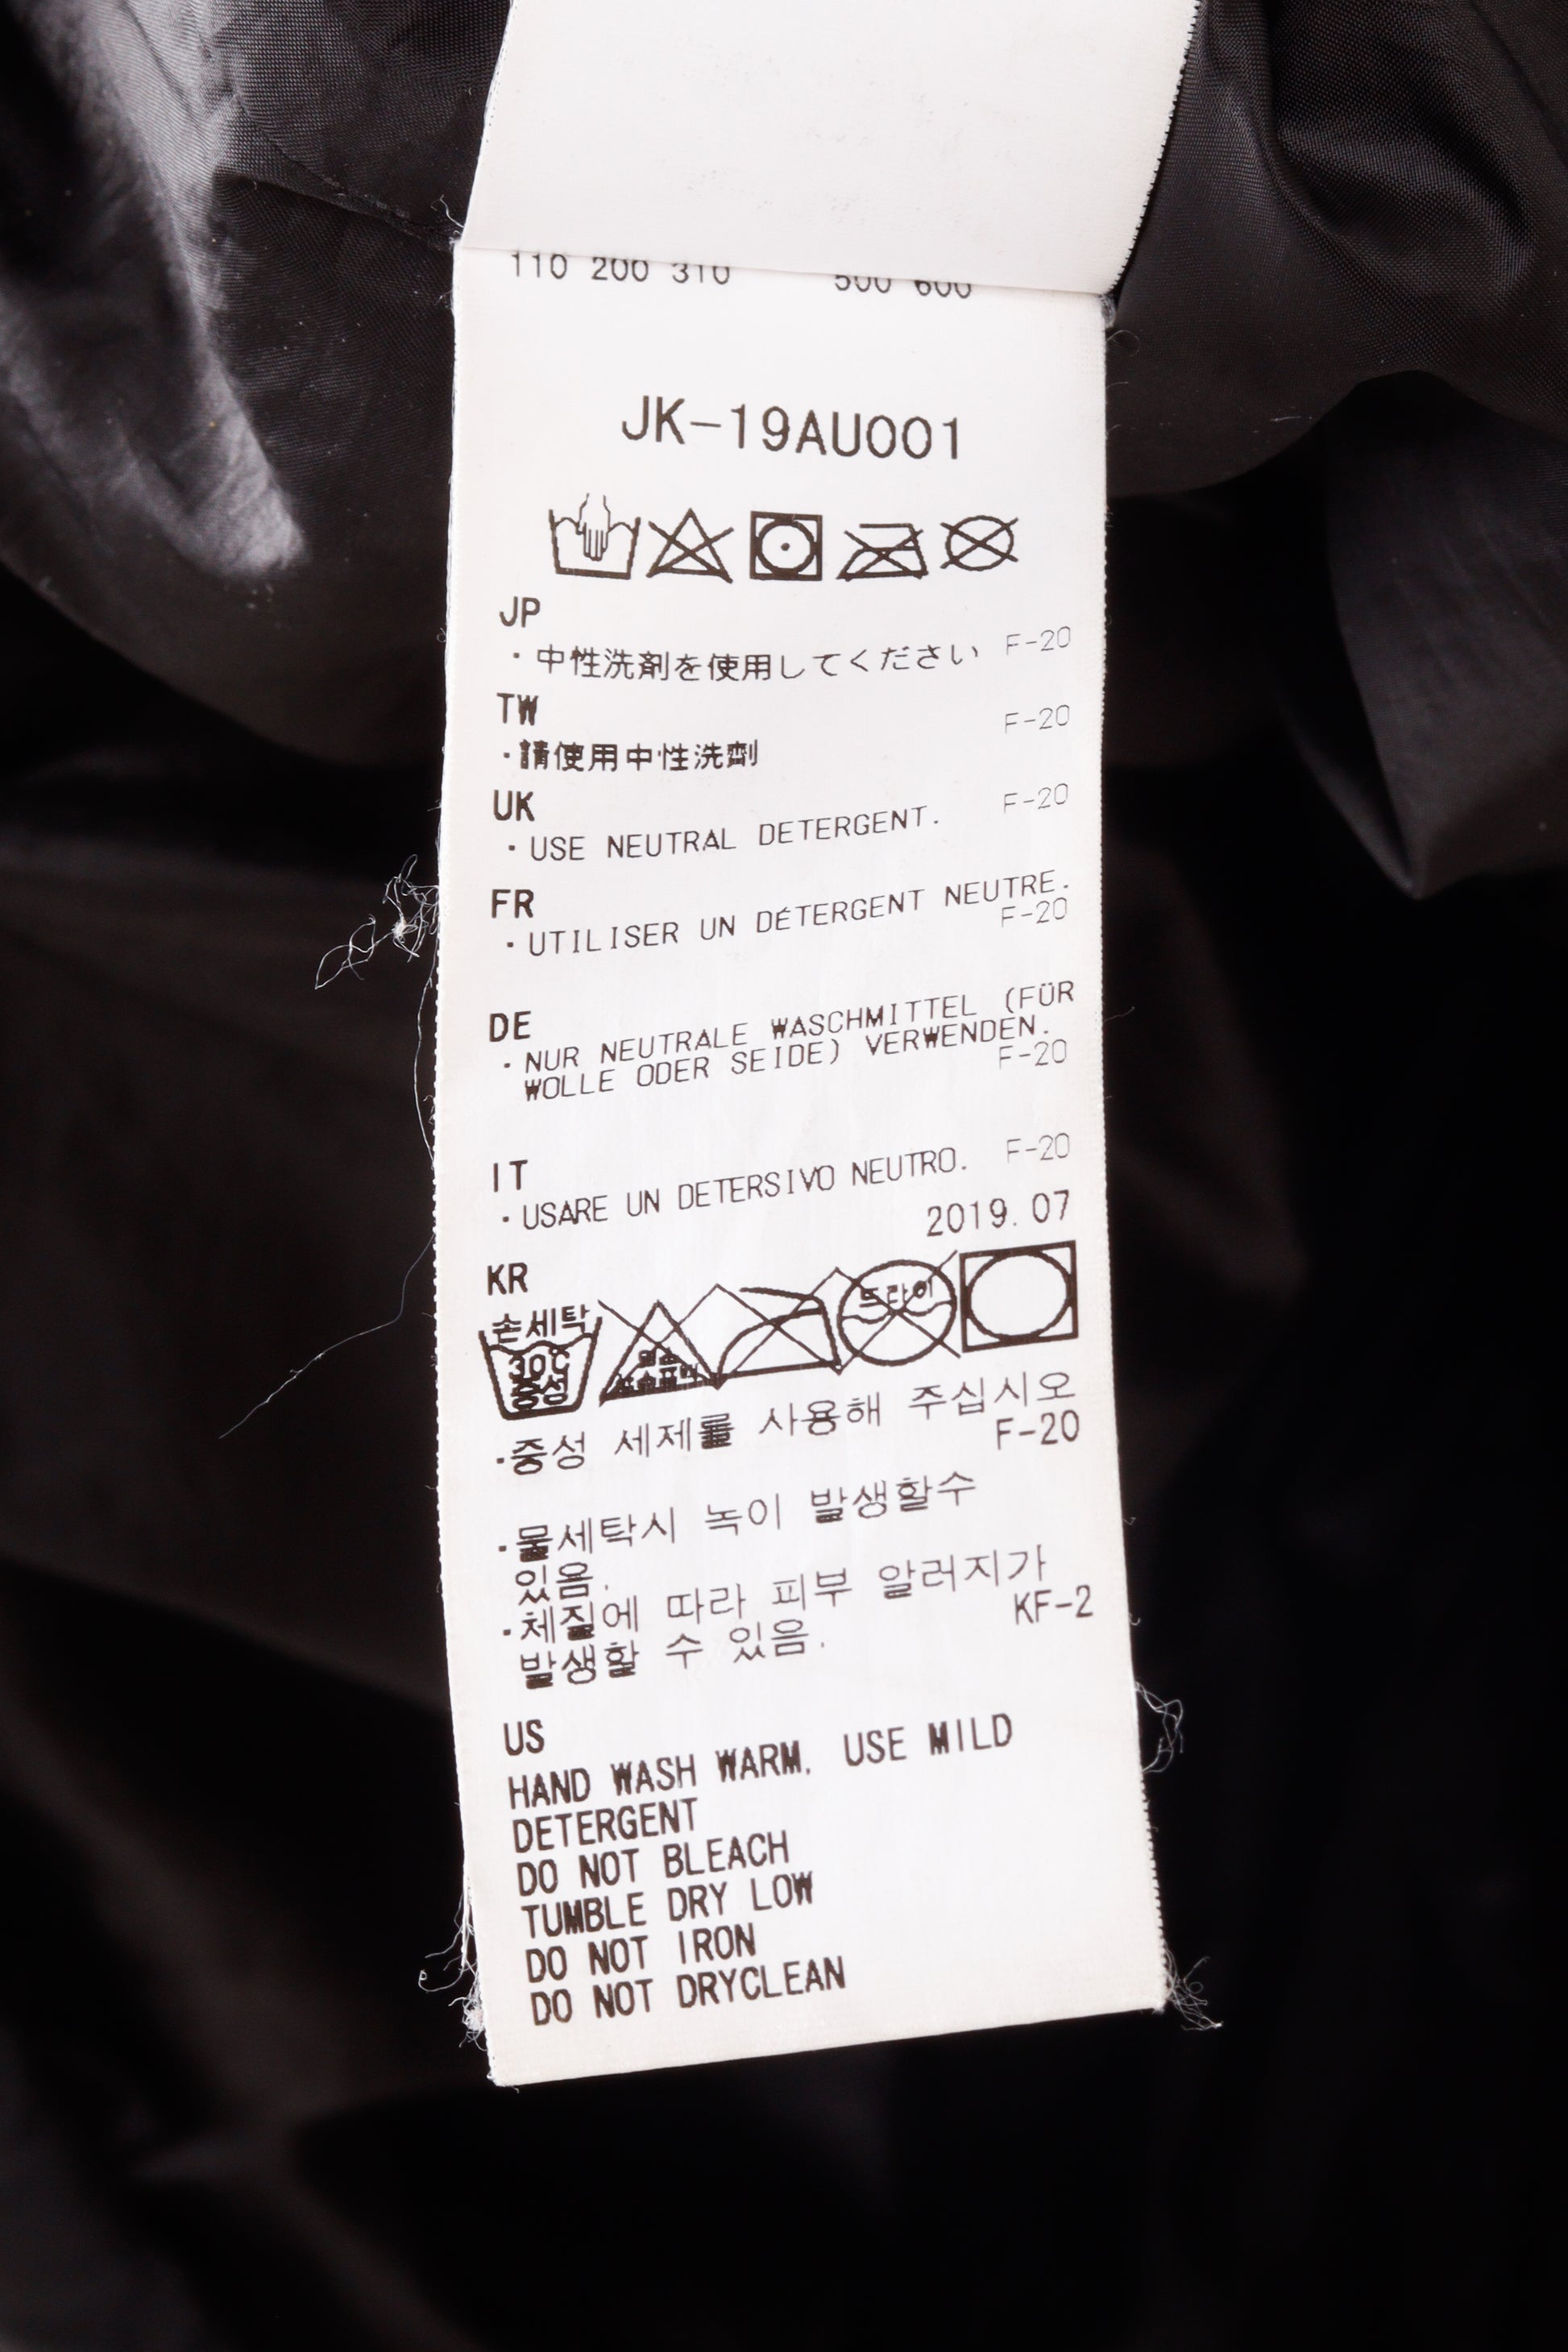 110 200 310 500 600
JK-19AU001
JP
・中性洗剤を使用してください F-20
TW
F-20
・請使用中性洗劑
UK
F-20
・USE NEUTRAL DETERGENT.
FR
・UTILISER UN DÉTERGENT NEUTRE.
F-20
DE
・NUR NEUTRALE WASCHMITTEL (FÜR
WOLLE ODER SEIDE) VERWENDEN.
F-20
IT
F-20
・USARE UN DETERSIVO NEUTRO.
2019.07
KR
손세탁
30℃
중성
염소
드라이
・중성 세제를 사용해 주십시오
F-20
・물세탁시 녹이 발생할수
있음.
・체질에 따라 피부 알러지가
발생할 수 있음.
KF-2
US
HAND WASH WARM. USE MILD
DETERGENT
DO NOT BLEACH
TUMBLE DRY LOW
DO NOT IRON
DO NOT DRYCLEAN